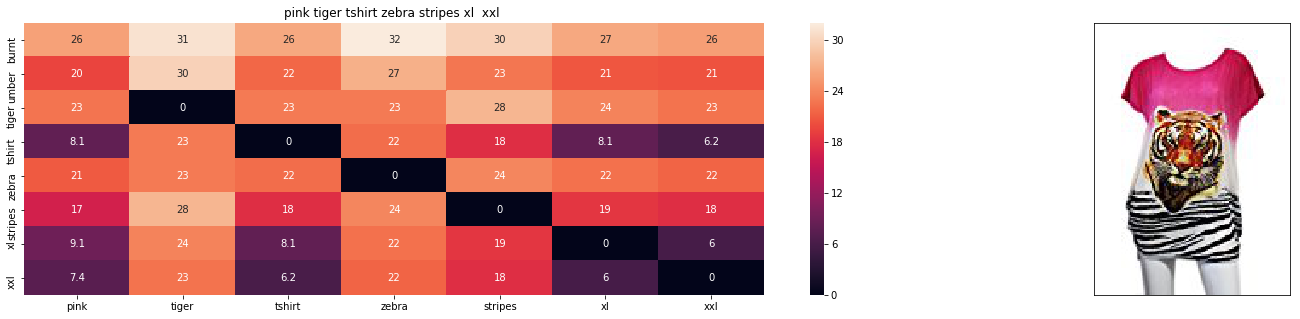 pink tiger tshirt zebra stripes xl  xxl
burnt 26 31 26 32 30 27 26
umber 20 30 22 27 23 21 21
tiger 23 0 23 23 28 24 23
tshirt 8.1 23 0 22 18 8.1 6.2
zebra 21 23 22 0 24 22 22
stripes 17 28 18 24 0 19 18
xl 9.1 24 8.1 22 19 0 6
xxl 7.4 23 6.2 22 18 6 0
pink tiger tshirt zebra stripes xl xxl
30
24
18
12
6
0